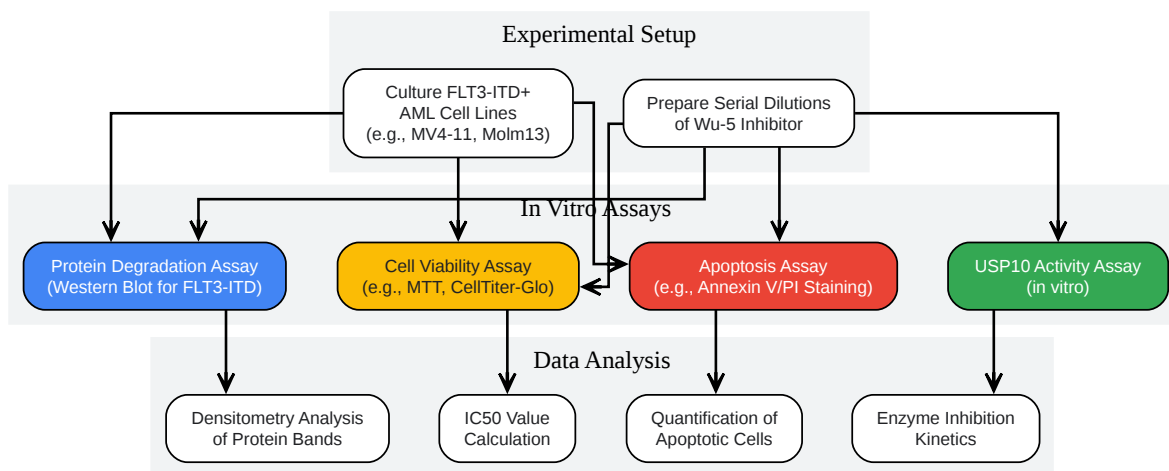 Experimental Setup
Culture FLT3-ITD+
AML Cell Lines
(e.g., MV4-11, Molm13)
Prepare Serial Dilutions
of Wu-5 Inhibitor
In Vitro Assays
Protein Degradation Assay
(Western Blot for FLT3-ITD)
Cell Viability Assay
(e.g., MTT, CellTiter-Glo)
Apoptosis Assay
(e.g., Annexin V/PI Staining)
USP10 Activity Assay
(in vitro)
Data Analysis
Densitometry Analysis
of Protein Bands
IC50 Value
Calculation
Quantification of
Apoptotic Cells
Enzyme Inhibition
Kinetics